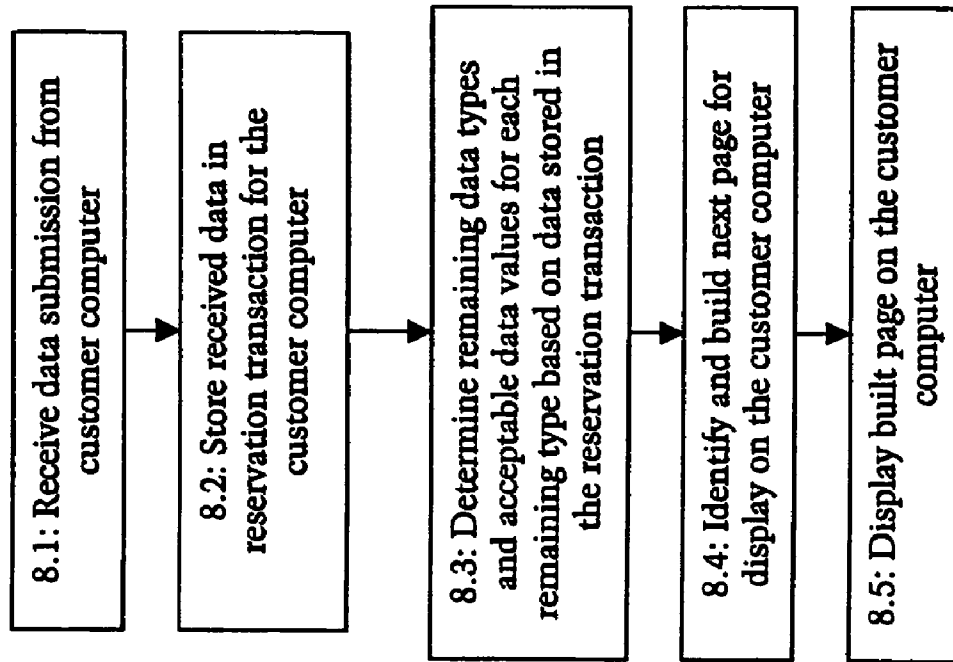 8.1: Receive data submission from
customer computer
8.2: Store received data in
reservation transaction for the
customer computer
8.3: Determine remaining data types
and acceptable data values for each
remaining type based on data stored in
the reservation transaction
8.4: Identify and build next page for
display on the customer computer
8.5: Display built page on the customer
computer